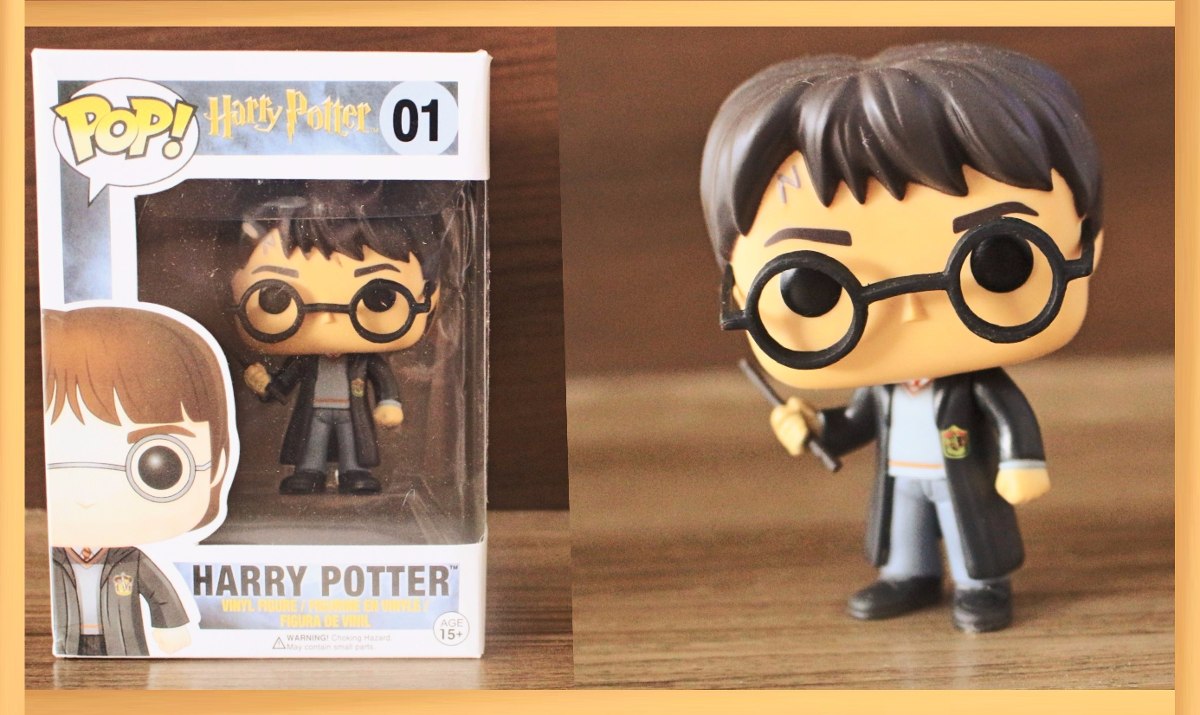 POP!
Harry Potter™
01
HARRY POTTER™
VINYL FIGURE / FIGURINE EN VINYLE /
FIGURA DE VINIL
⚠ WARNING! Choking Hazard.
May contain small parts.
AGE
15+